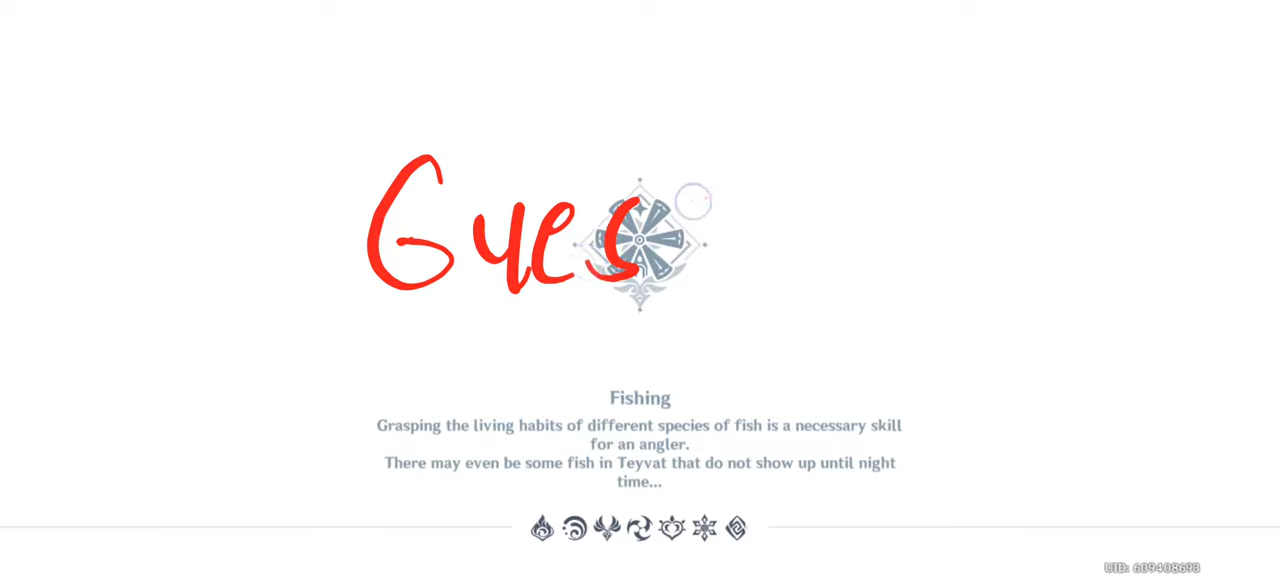 Gues
Fishing
Grasping the living habits of different species of fish is a necessary skill
for an angler.
There may even be some fish in Teyvat that do not show up until night
time...
UID: 609408693